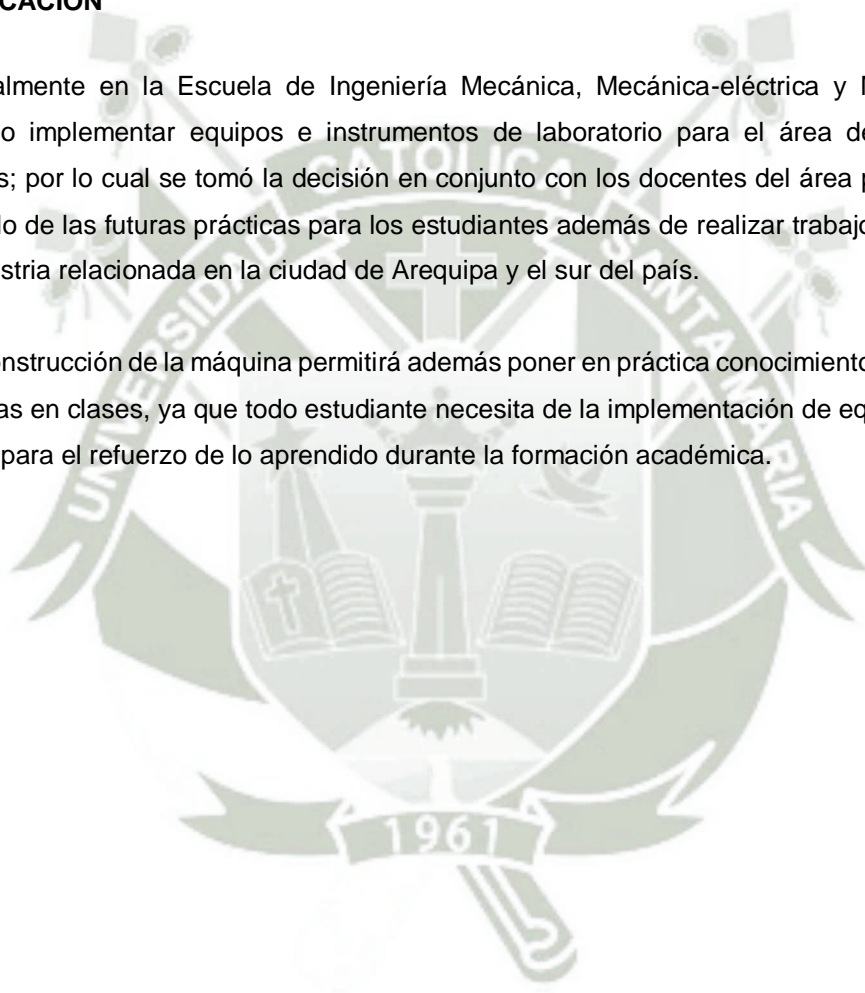 almente en la Escuela de Ingeniería Mecánica, Mecánica-eléctrica y
o implementar equipos e instrumentos de laboratorio para el área de
s; por lo cual se tomó la decisión en conjunto con los docentes del área
lo de las futuras prácticas para los estudiantes además de realizar trabajo
stria relacionada en la ciudad de Arequipa y el sur del país.
nstrucción de la máquina permitirá además poner en práctica conocimiento
as en clases, ya que todo estudiante necesita de la implementación de eq
para el refuerzo de lo aprendido durante la formación académica.
UNIVERSIDAD CATOLICA SANTA MARIA
1961